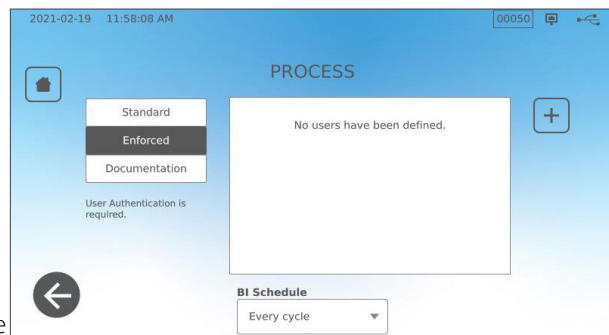 2021-02-19 11:58:08 AM
00050
PROCESS
Standard
Enforced
Documentation
User Authentication is
required.
No users have been defined.
BI Schedule
Every cycle
e